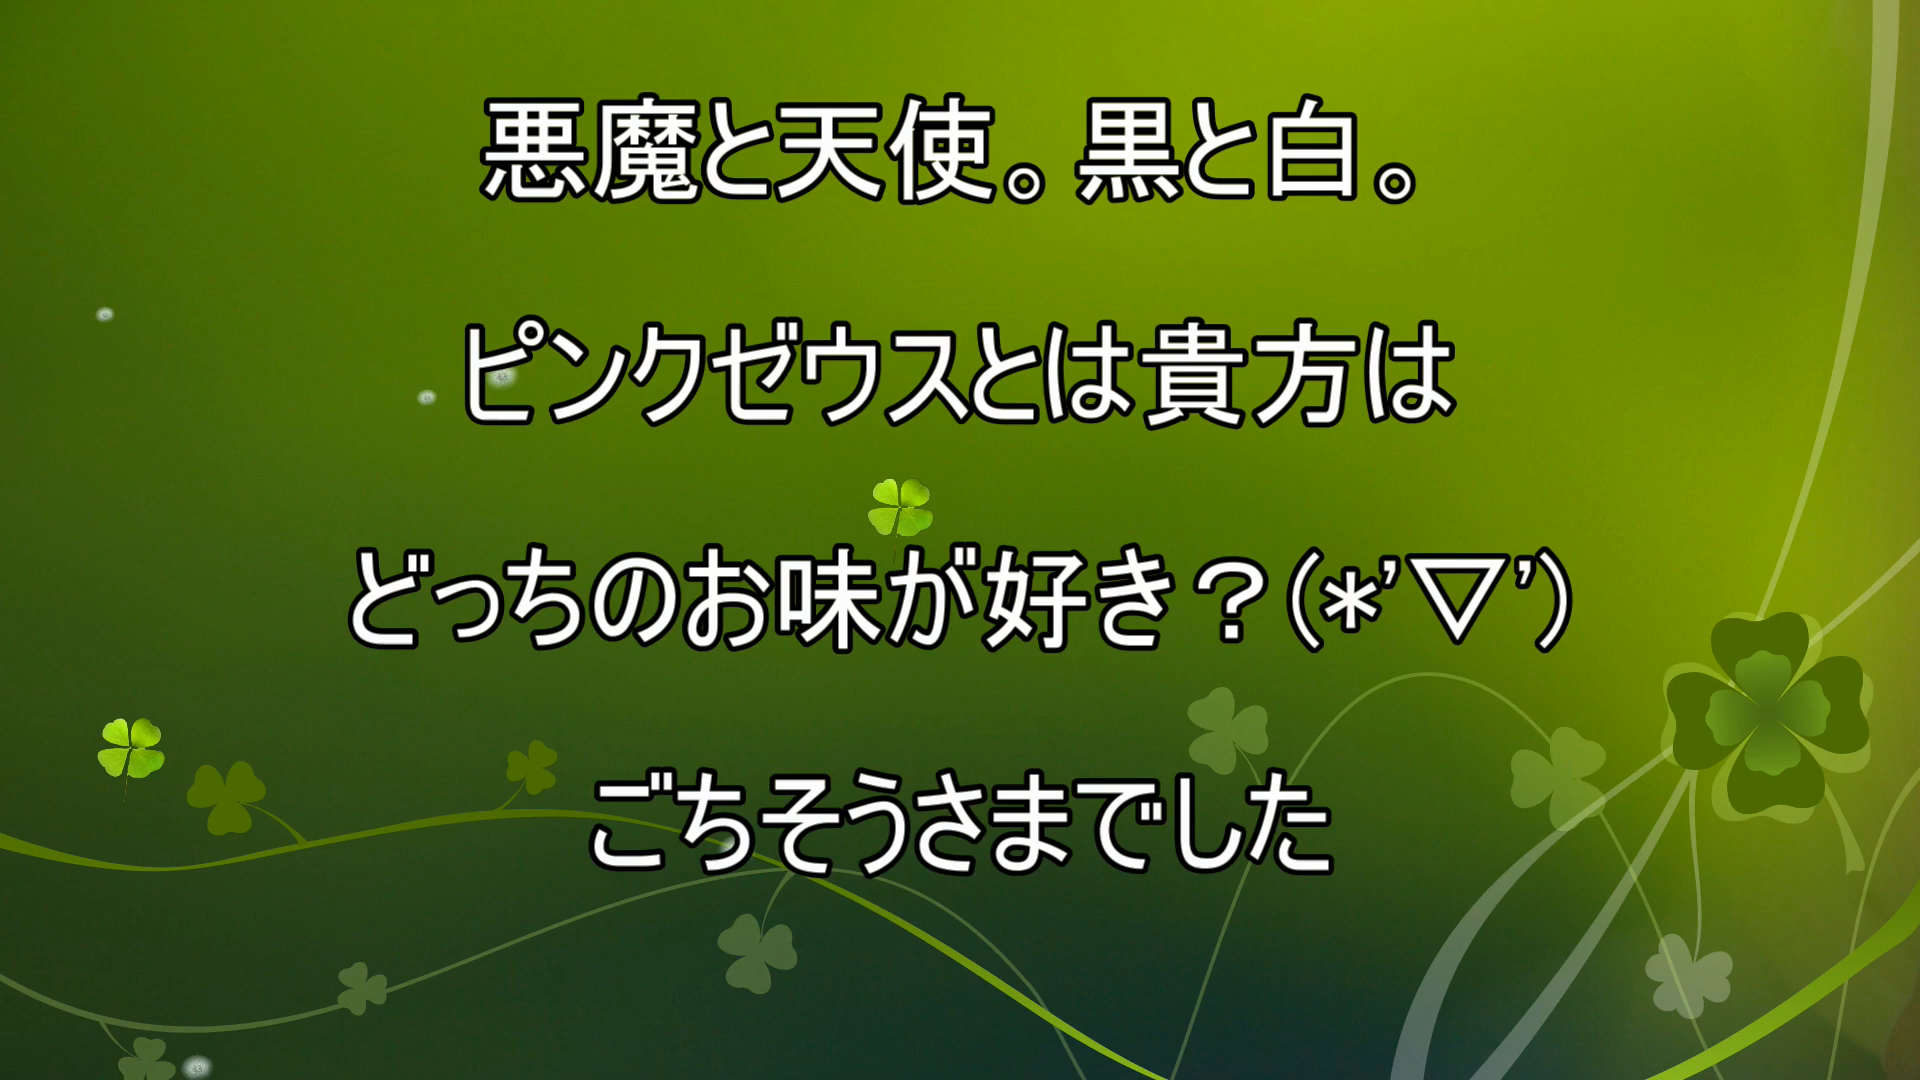 悪魔と天使。黒と白。
ピンクゼウスとは貴方は
どっちのお味が好き？(*'▽')
ごちそうさまでした